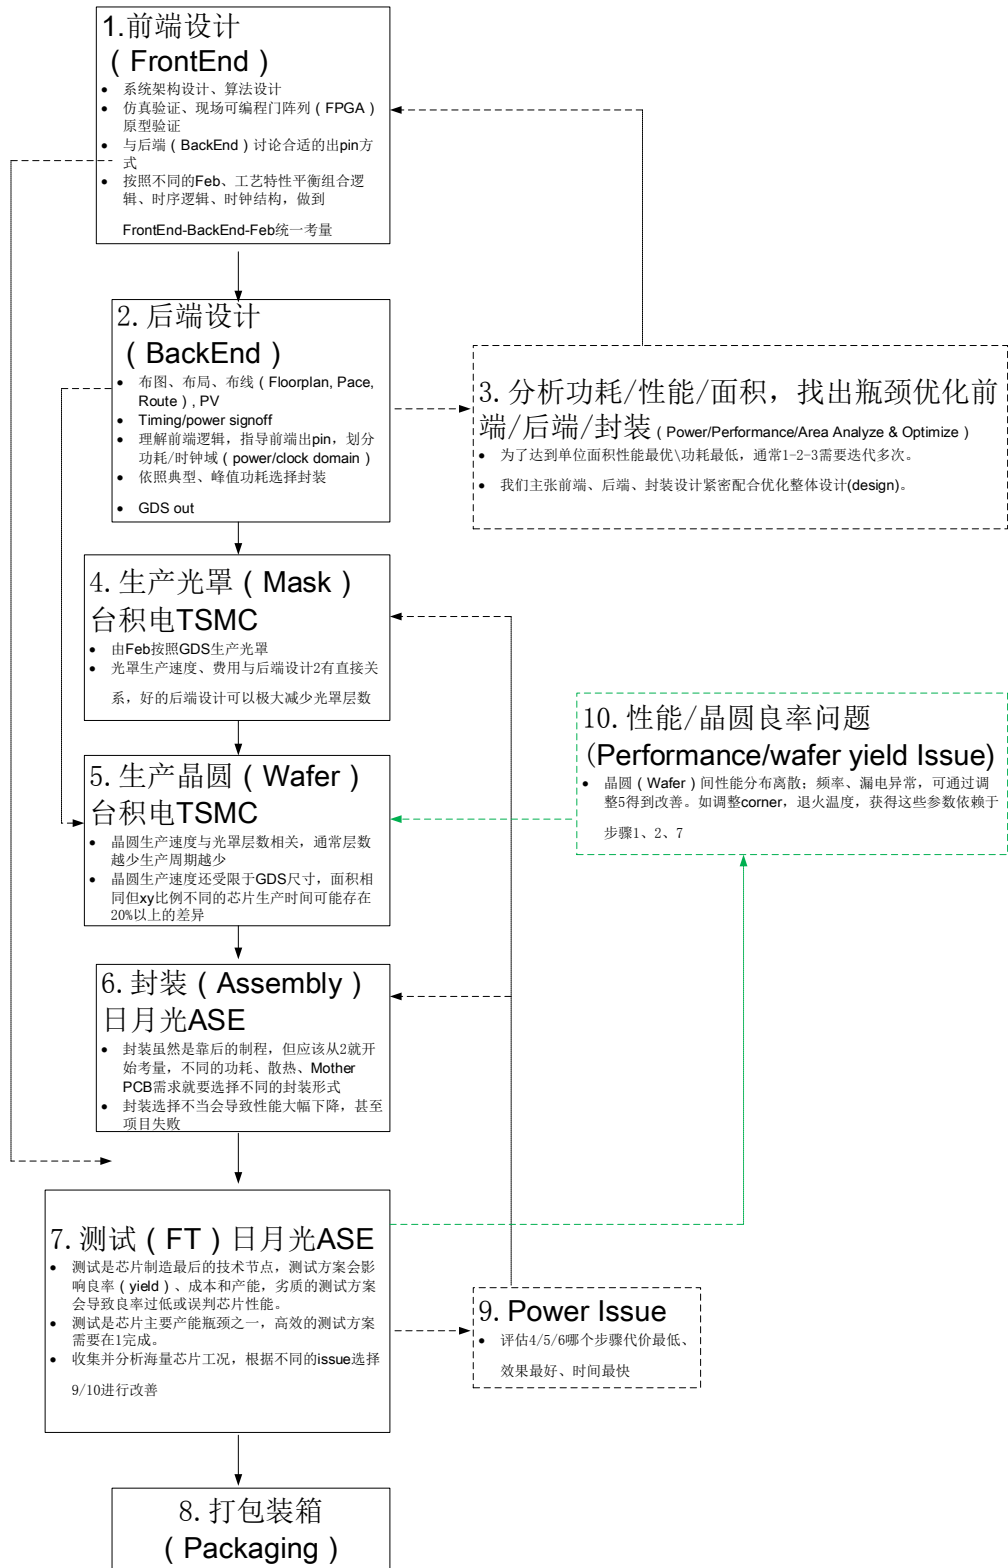 1.前端设计
（FrontEnd）
• 系统架构设计、算法设计
• 仿真验证、现场可编程门阵列（FPGA）
原型验证
• 与后端（BackEnd）讨论合适的出pin方
式
• 按照不同的Feb、工艺特性平衡组合逻
辑、时序逻辑、时钟结构，做到
FrontEnd-BackEnd-Feb统一考量
2. 后端设计
（BackEnd）
• 布图、布局、布线（Floorplan, Pace,
Route）, PV
• Timing/power signoff
• 理解前端逻辑，指导前端出pin，划分
功耗/时钟域（power/clock domain）
• 依照典型、峰值功耗选择封装
• GDS out
3. 分析功耗/性能/面积，找出瓶颈优化前
端/后端/封装（Power/Performance/Area Analyze & Optimize）
• 为了达到单位面积性能最优\功耗最低，通常1-2-3需要迭代多次。
• 我们主张前端、后端、封装设计紧密配合优化整体设计(design)。
4. 生产光罩（Mask）
台积电TSMC
• 由Feb按照GDS生产光罩
• 光罩生产速度、费用与后端设计2有直接关
系，好的后端设计可以极大减少光罩层数
10. 性能/晶圆良率问题
(Performance/wafer yield Issue)
• 晶圆（Wafer）间性能分布离散；频率、漏电异常，可通过调
整5得到改善。如调整corner，退火温度，获得这些参数依赖于
步骤1、2、7
5. 生产晶圆（Wafer）
台积电TSMC
• 晶圆生产速度与光罩层数相关，通常层数
越少生产周期越少
• 晶圆生产速度还受限于GDS尺寸，面积相
同但xy比例不同的芯片生产时间可能存在
20%以上的差异
6. 封装（Assembly）
日月光ASE
• 封装虽然是靠后的制程，但应该从2就开
始考量，不同的功耗、散热、Mother
PCB需求就要选择不同的封装形式
• 封装选择不当会导致性能大幅下降，甚至
项目失败
7. 测试（FT）日月光ASE
• 测试是芯片制造最后的技术节点，测试方案会影
响良率（yield）、成本和产能，劣质的测试方案
会导致良率过低或误判芯片性能。
• 测试是芯片主要产能瓶颈之一，高效的测试方案
需要在1完成。
• 收集并分析海量芯片工况，根据不同的issue选择
9/10进行改善
9. Power Issue
• 评估4/5/6哪个步骤代价最低、
效果最好、时间最快
8. 打包装箱
（Packaging）